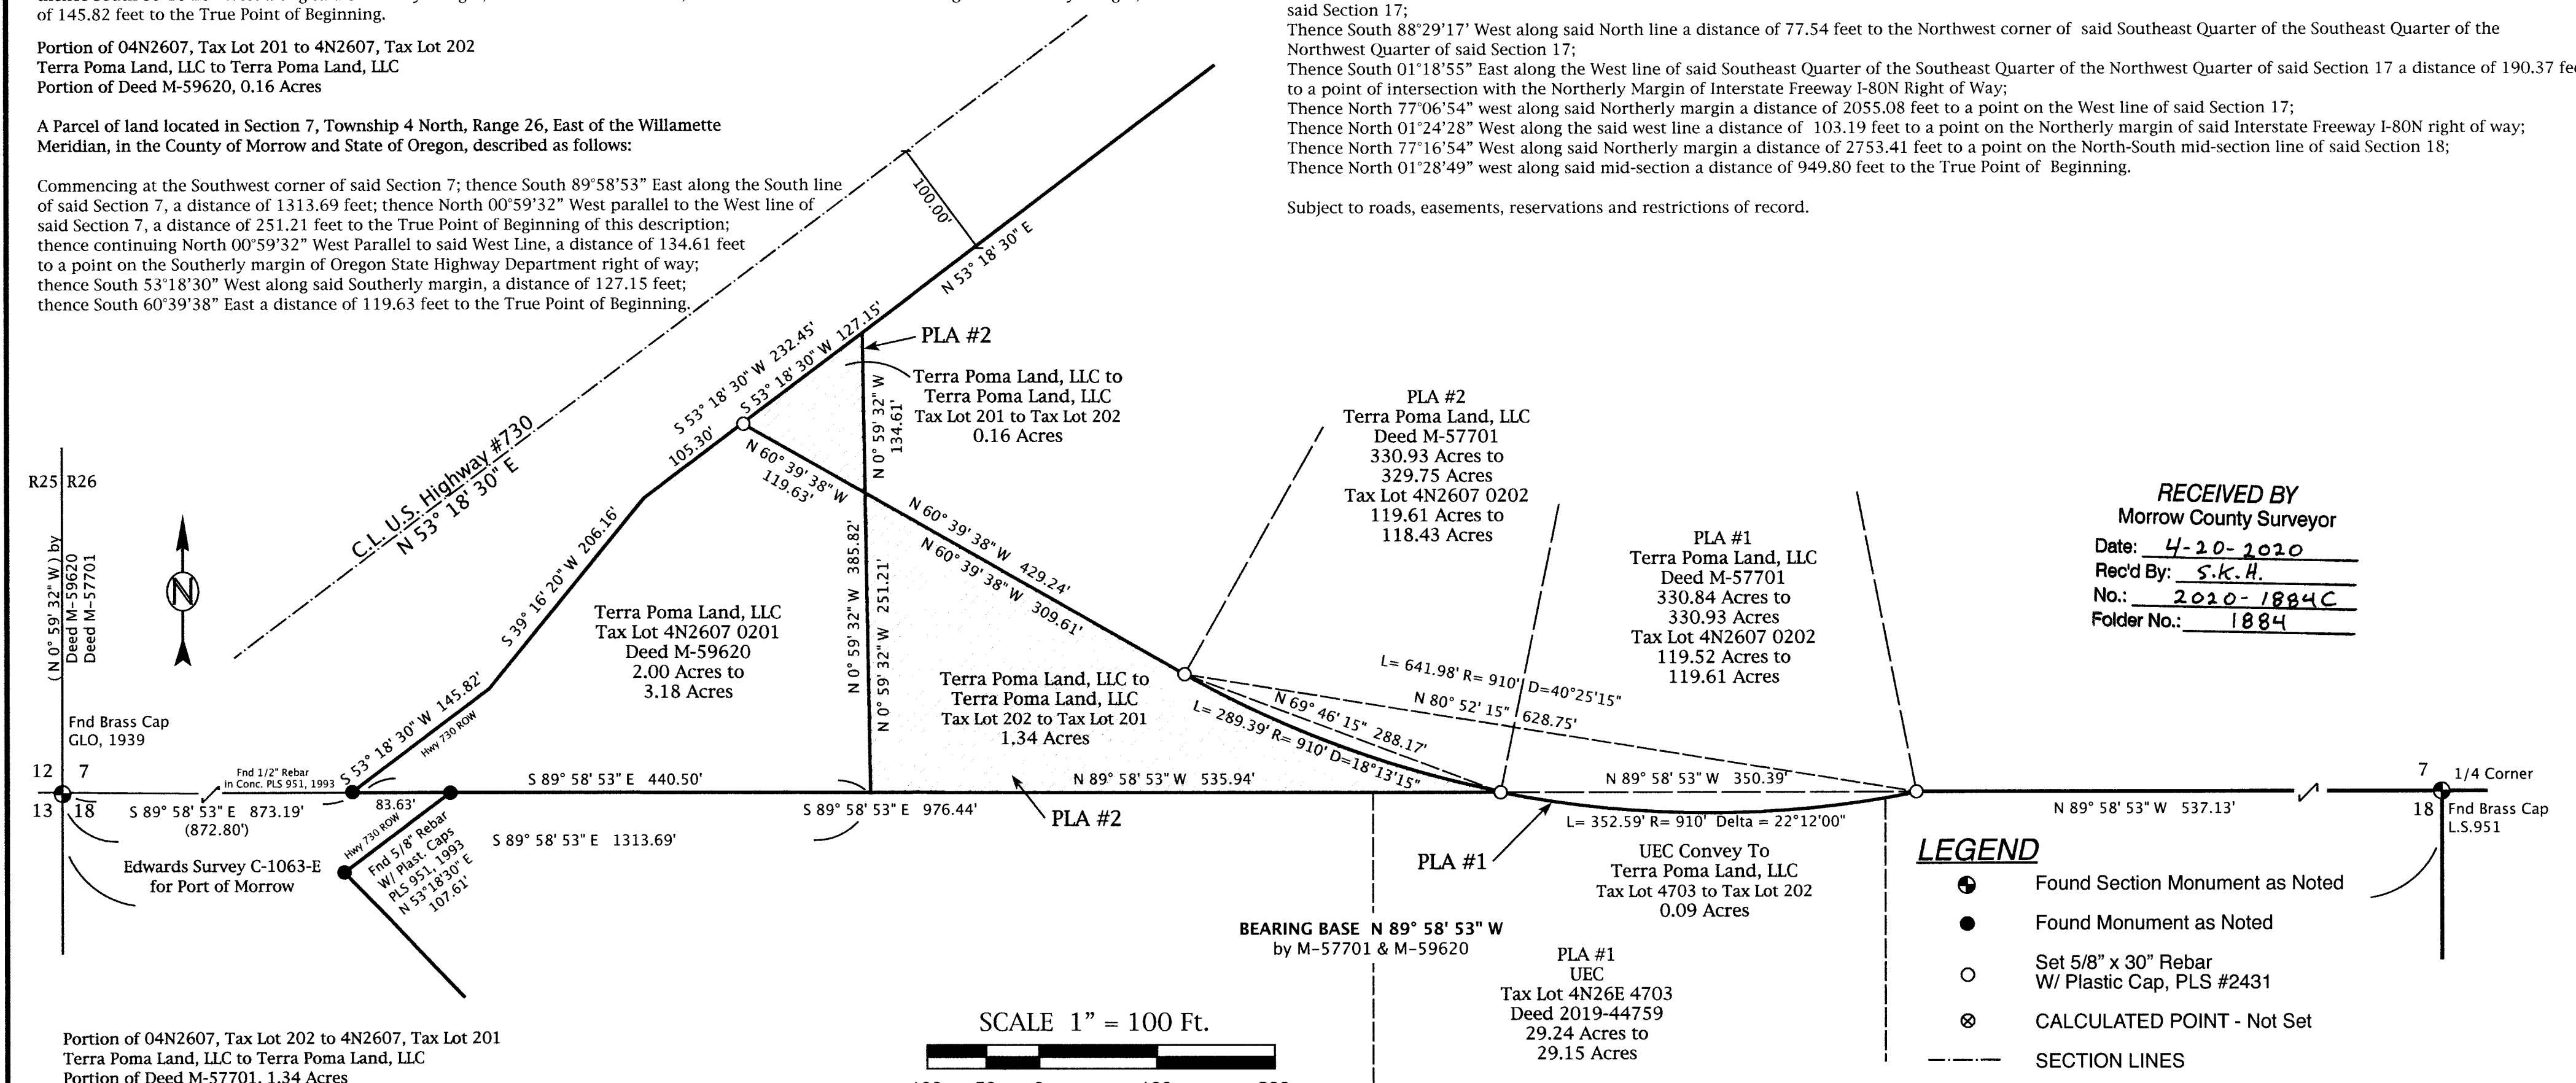 of 145.82 feet to the True Point of Beginning.
Portion of 04N2607, Tax Lot 201 to 4N2607, Tax Lot 202
Terra Poma Land, LLC to Terra Poma Land, LLC
Portion of Deed M-59620, 0.16 Acres
A Parcel of land located in Section 7, Township 4 North, Range 26, East of the Willamette
Meridian, in the County of Morrow and State of Oregon, described as follows:
Commencing at the Southwest corner of said Section 7; thence South 89°58'53” East along the South line
of said Section 7, a distance of 1313.69 feet; thence North 00°59'32” West parallel to the West line of
said Section 7, a distance of 251.21 feet to the True Point of Beginning of this description;
thence continuing North 00°59'32” West Parallel to said West Line, a distance of 134.61 feet
to a point on the Southerly margin of Oregon State Highway Department right of way;
thence South 53°18'30” West along said Southerly margin, a distance of 127.15 feet;
thence South 60°39'38” East a distance of 119.63 feet to the True Point of Beginning.
said Section 17;
Thence South 88°29'17' West along said North line a distance of 77.54 feet to the Northwest corner of said Southeast Quarter of the Southeast Quarter of the
Northwest Quarter of said Section 17;
Thence South 01°18'55” East along the West line of said Southeast Quarter of the Southeast Quarter of the Northwest Quarter of said Section 17 a distance of 190.37 fee
to a point of intersection with the Northerly Margin of Interstate Freeway I-80N Right of Way;
Thence North 77°06'54” west along said Northerly margin a distance of 2055.08 feet to a point on the West line of said Section 17;
Thence North 01°24'28” West along the said west line a distance of 103.19 feet to a point on the Northerly margin of said Interstate Freeway I-80N right of way;
Thence North 77°16'54” West along said Northerly margin a distance of 2753.41 feet to a point on the North-South mid-section line of said Section 18;
Thence North 01°28'49” west along said mid-section a distance of 949.80 feet to the True Point of Beginning.
Subject to roads, easements, reservations and restrictions of record.
100.00'
N 53° 18' 30" E
C.L. U.S. Highway #730
N 53° 18' 30" E
S 53° 18' 30" W 232.45'
S 53° 18' 30" W 127.15'
105.30'
PLA #2
Terra Poma Land, LLC to
Terra Poma Land, LLC
Tax Lot 201 to Tax Lot 202
0.16 Acres
N 0° 59' 32" W
134.61'
N 60° 39' 38" W
119.63'
N 60° 39' 38" W 429.24'
N 60° 39' 38" W 309.61'
N 0° 59' 32" W 385.82'
N 0° 59' 32" W 251.21'
S 39° 16' 20" W 206.16'
S 53° 18' 30" W 145.82'
Hwy 730 ROW
R25 R26
( N 0° 59' 32" W ) by
Deed M-59620
Deed M-57701
N
Terra Poma Land, LLC
Tax Lot 4N2607 0201
Deed M-59620
2.00 Acres to
3.18 Acres
Terra Poma Land, LLC to
Terra Poma Land, LLC
Tax Lot 202 to Tax Lot 201
1.34 Acres
PLA #2
Terra Poma Land, LLC
Deed M-57701
330.93 Acres to
329.75 Acres
Tax Lot 4N2607 0202
119.61 Acres to
118.43 Acres
PLA #1
Terra Poma Land, LLC
Deed M-57701
330.84 Acres to
330.93 Acres
Tax Lot 4N2607 0202
119.52 Acres to
119.61 Acres
RECEIVED BY
Morrow County Surveyor
Date: 4-20-2020
Rec'd By: S.K.H.
No.: 2020-1884C
Folder No.: 1884
L= 641.98' R= 910' D=40°25'15"
N 80° 52' 15" 628.75'
N 69° 46' 15" 288.17'
L= 289.39' R= 910' D=18°13'15"
Fnd Brass Cap
GLO, 1939
12 7
13 18
Fnd 1/2" Rebar
in Conc. PLS 951, 1993
S 89° 58' 53" E 873.19'
(872.80')
83.63'
S 89° 58' 53" E 440.50'
N 89° 58' 53" W 535.94'
N 89° 58' 53" W 350.39'
S 89° 58' 53" E 976.44'
S 89° 58' 53" E 1313.69'
PLA #2
N 89° 58' 53" W 537.13'
7 1/4 Corner
18 Fnd Brass Cap
L.S.951
Hwy 730 ROW
Fnd 5/8" Rebar
W/ Plast. Caps
PLS 951, 1993
N 53°18'30" E
107.61'
Edwards Survey C-1063-E
for Port of Morrow
L= 352.59' R= 910' Delta = 22°12'00"
PLA #1
UEC Convey To
Terra Poma Land, LLC
Tax Lot 4703 to Tax Lot 202
0.09 Acres
BEARING BASE N 89° 58' 53" W
by M-57701 & M-59620
PLA #1
UEC
Tax Lot 4N26E 4703
Deed 2019-44759
29.24 Acres to
29.15 Acres
LEGEND
Found Section Monument as Noted
Found Monument as Noted
Set 5/8” x 30” Rebar
W/ Plastic Cap, PLS #2431
CALCULATED POINT - Not Set
SECTION LINES
SCALE 1” = 100 Ft.
Portion of 04N2607, Tax Lot 202 to 4N2607, Tax Lot 201
Terra Poma Land, LLC to Terra Poma Land, LLC
Portion of Deed M-57701, 1.34 Acres